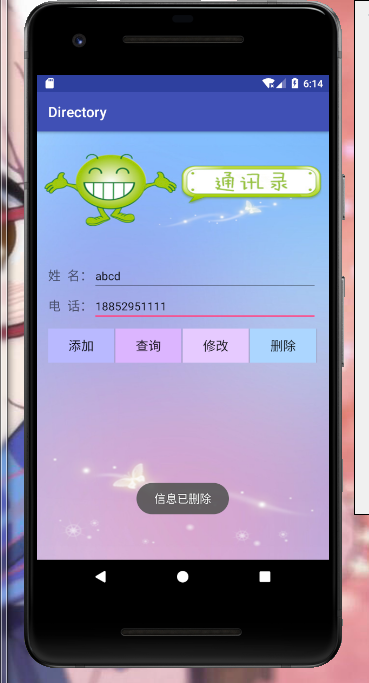 6:14
Directory
通讯录
姓 名： abcd
电 话： 18852951111
添加 查询 修改 删除
信息已删除